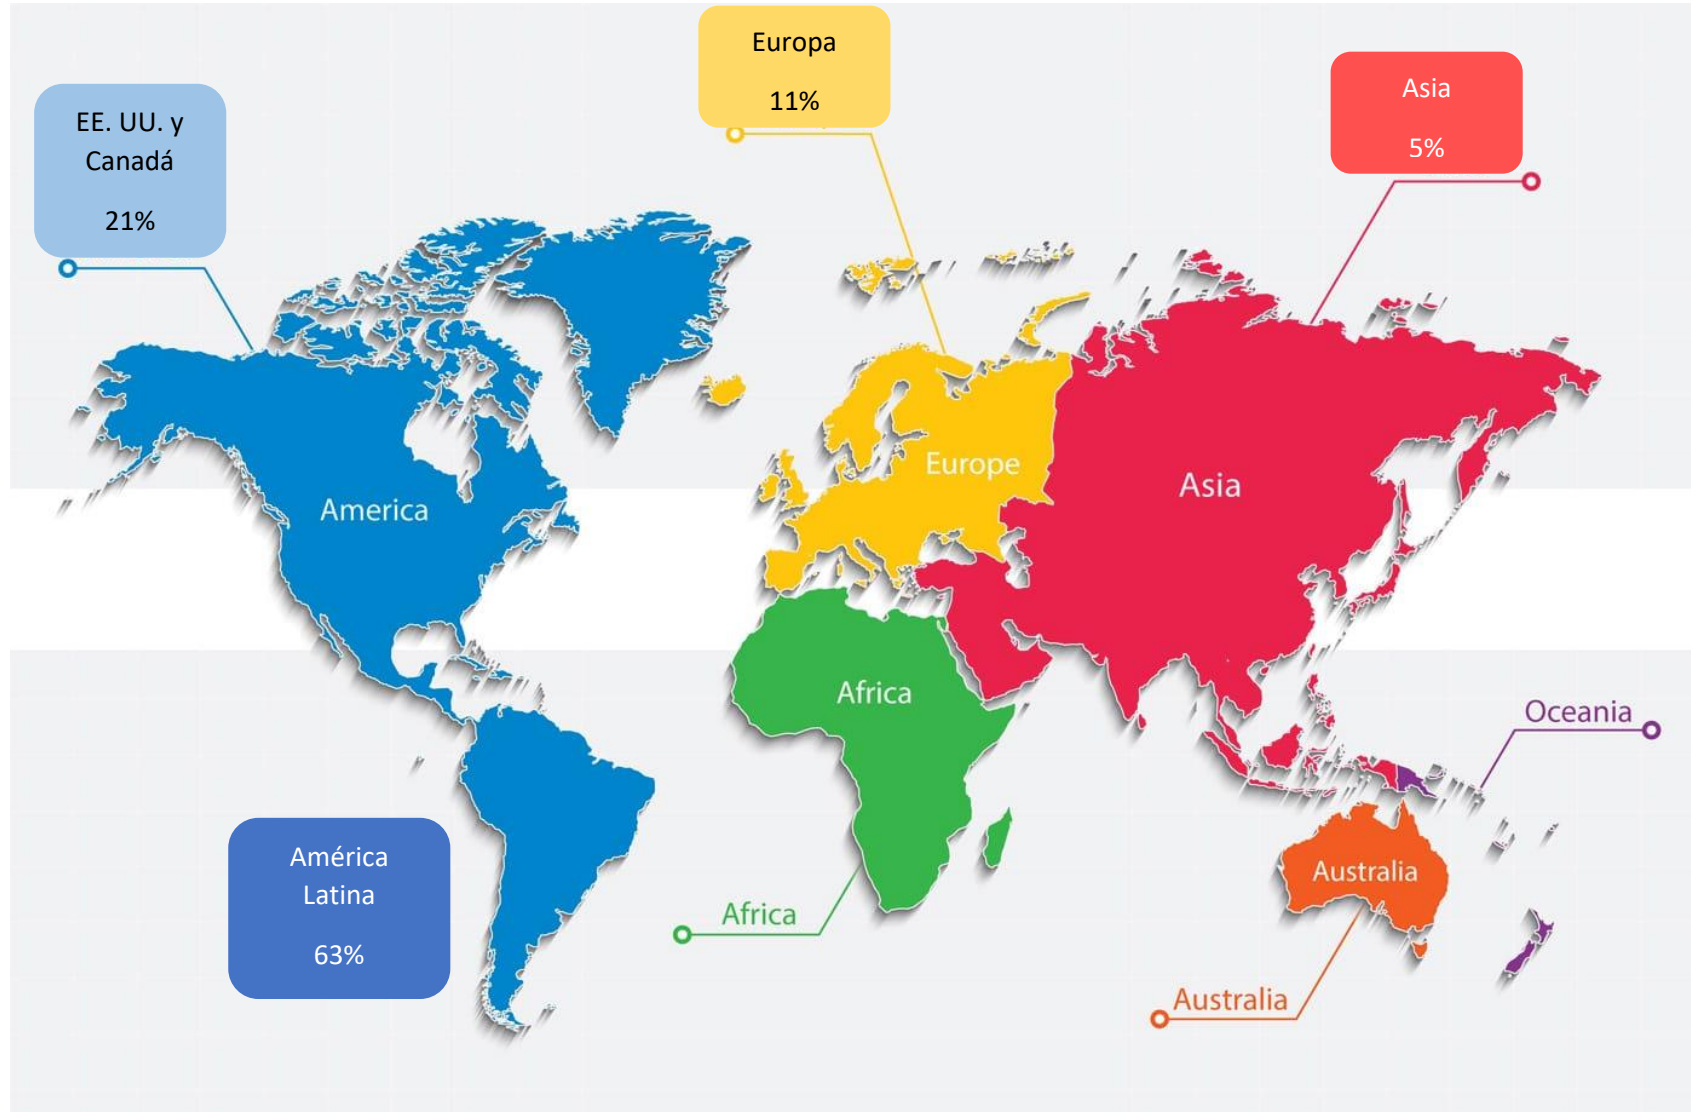 Europa
11%
Asia
5%
EE. UU. y
Canadá
21%
Europe
Asia
America
Africa
Oceania
América
Latina
63%
Africa
Australia
Australia